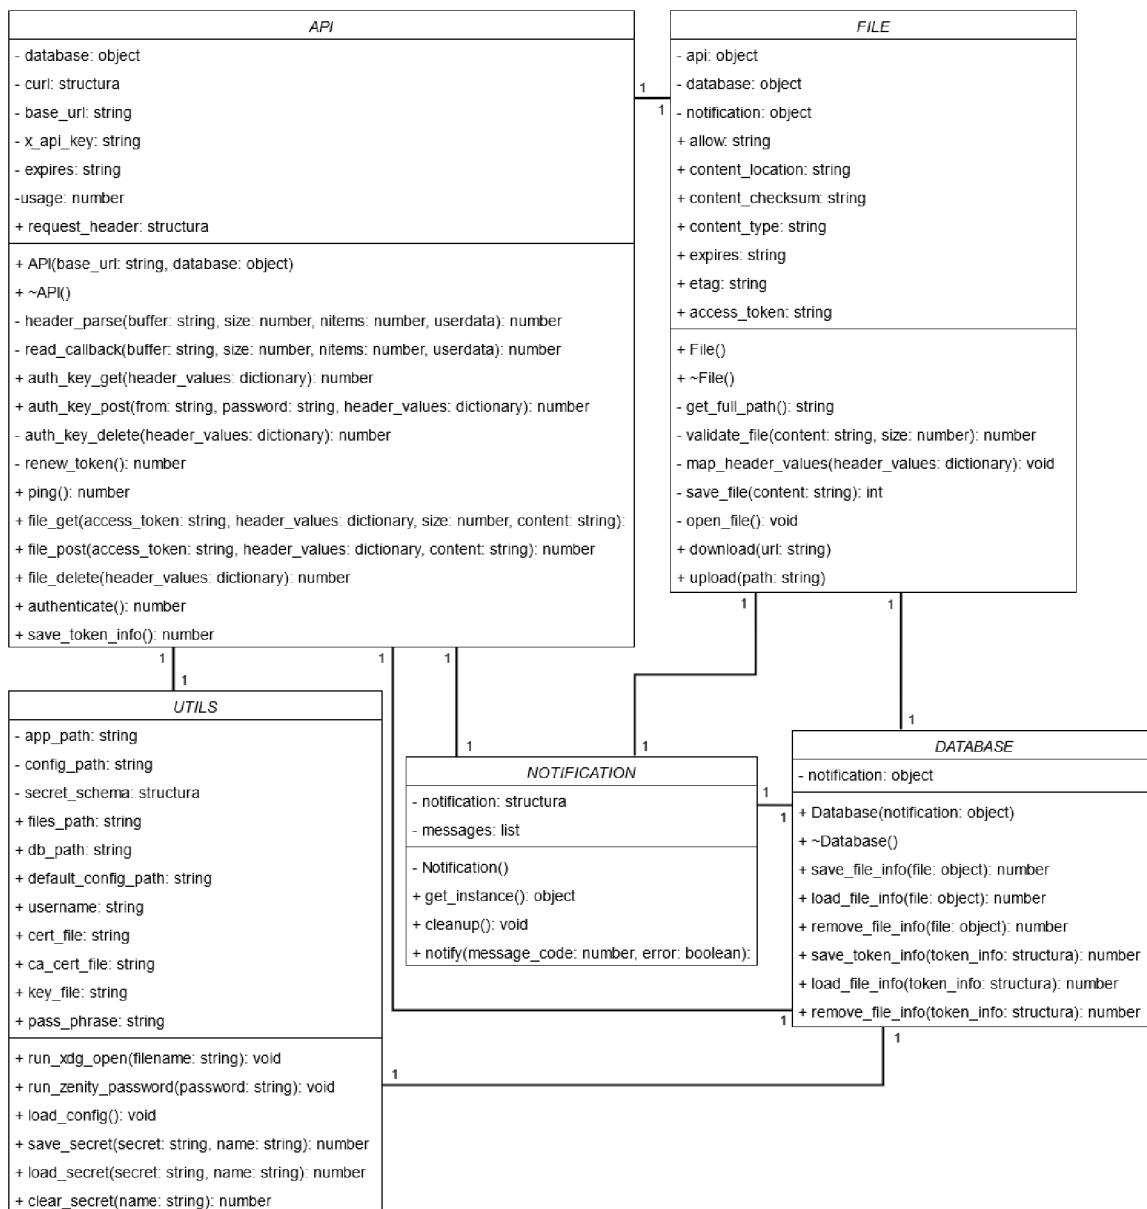 API
- database: object
- curl: structura
- base_url: string
- x_api_key: string
- expires: string
-usage: number
+ request_header: structura
+ API(base_url: string, database: object)
+ ~API()
- header_parse(buffer: string, size: number, nitems: number, userdata): number
- read_callback(buffer: string, size: number, nitems: number, userdata): number
+ auth_key_get(header_values: dictionary): number
+ auth_key_post(from: string, password: string, header_values: dictionary): number
- auth_key_delete(header_values: dictionary): number
- renew_token(): number
+ ping(): number
+ file_get(access_token: string, header_values: dictionary, size: number, content: string):
+ file_post(access_token: string, header_values: dictionary, content: string): number
+ file_delete(header_values: dictionary): number
+ authenticate(): number
+ save_token_info(): number
1
1
FILE
- api: object
- database: object
- notification: object
+ allow: string
+ content_location: string
+ content_checksum: string
+ content_type: string
+ expires: string
+ etag: string
+ access_token: string
+ File()
+ ~File()
- get_full_path(): string
- validate_file(content: string, size: number): number
- map_header_values(header_values: dictionary): void
- save_file(content: string): int
- open_file(): void
+ download(url: string)
+ upload(path: string)
1
1
1
1
1
1
UTILS
- app_path: string
- config_path: string
- secret_schema: structura
+ files_path: string
+ db_path: string
+ default_config_path: string
+ username: string
+ cert_file: string
+ ca_cert_file: string
+ key_file: string
+ pass_phrase: string
+ run_xdg_open(filename: string): void
+ run_zenity_password(password: string): void
+ load_config(): void
+ save_secret(secret: string, name: string): number
+ load_secret(secret: string, name: string): number
+ clear_secret(name: string): number
1
1
1
NOTIFICATION
- notification: structura
- messages: list
- Notification()
+ get_instance(): object
+ cleanup(): void
+ notify(message_code: number, error: boolean):
1
1
1
DATABASE
- notification: object
+ Database(notification: object)
+ ~Database()
+ save_file_info(file: object): number
+ load_file_info(file: object): number
+ remove_file_info(file: object): number
+ save_token_info(token_info: structura): number
+ load_file_info(token_info: structura): number
+ remove_file_info(token_info: structura): number
1
1
1